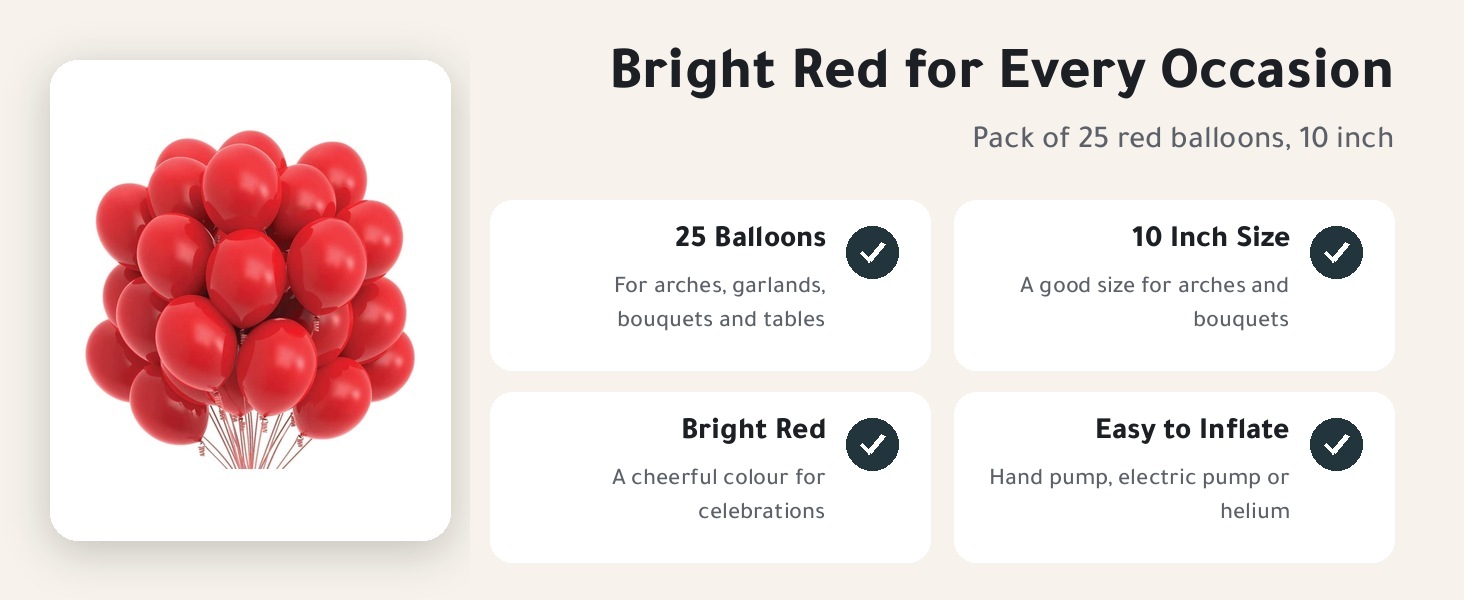 Bright Red for Every Occasion
Pack of 25 red balloons, 10 inch
25 Balloons
For arches, garlands,
bouquets and tables
10 Inch Size
A good size for arches and
bouquets
Bright Red
A cheerful colour for
celebrations
Easy to Inflate
Hand pump, electric pump or
helium